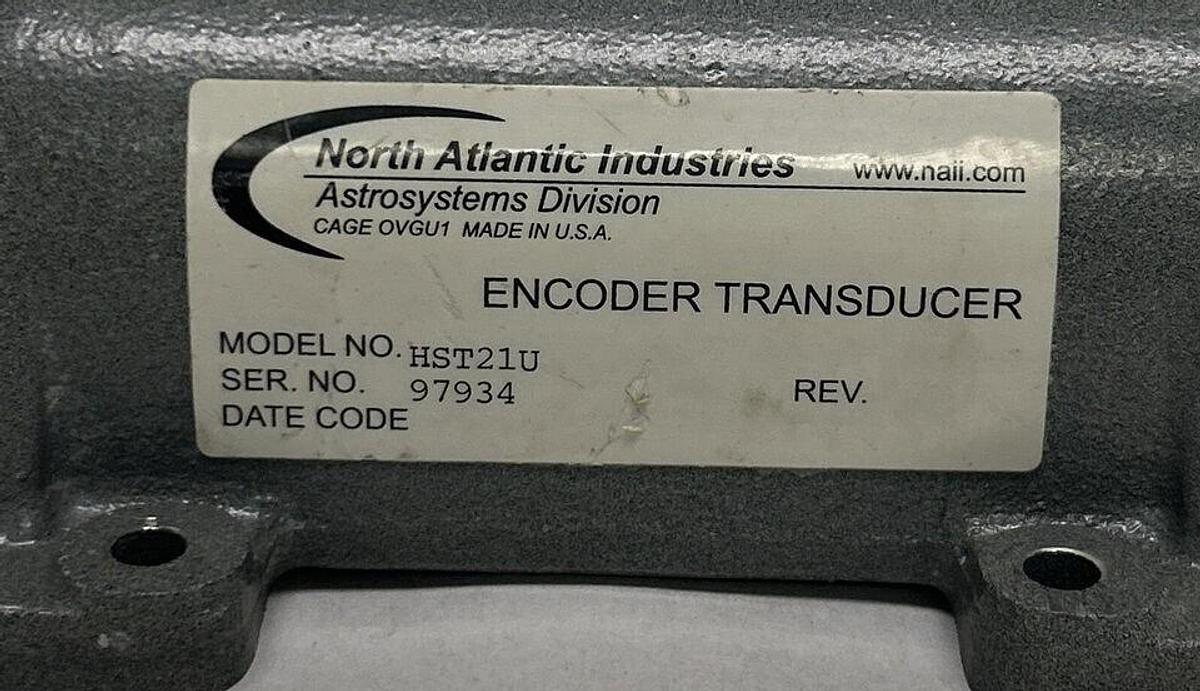 North Atlantic Industries www.naii.com
Astrosystems Division
CAGE OVGU1 MADE IN U.S.A.
ENCODER TRANSDUCER
MODEL NO. HST21U
SER. NO. 97934 REV.
DATE CODE